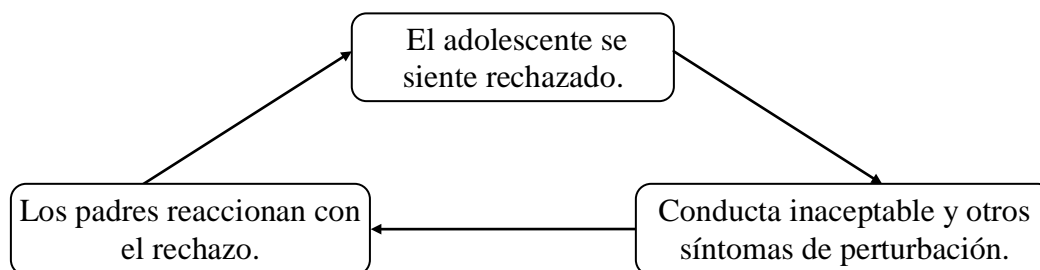 El adolescente se
siente rechazado.
Los padres reaccionan con
el rechazo.
Conducta inaceptable y otros
síntomas de perturbación.